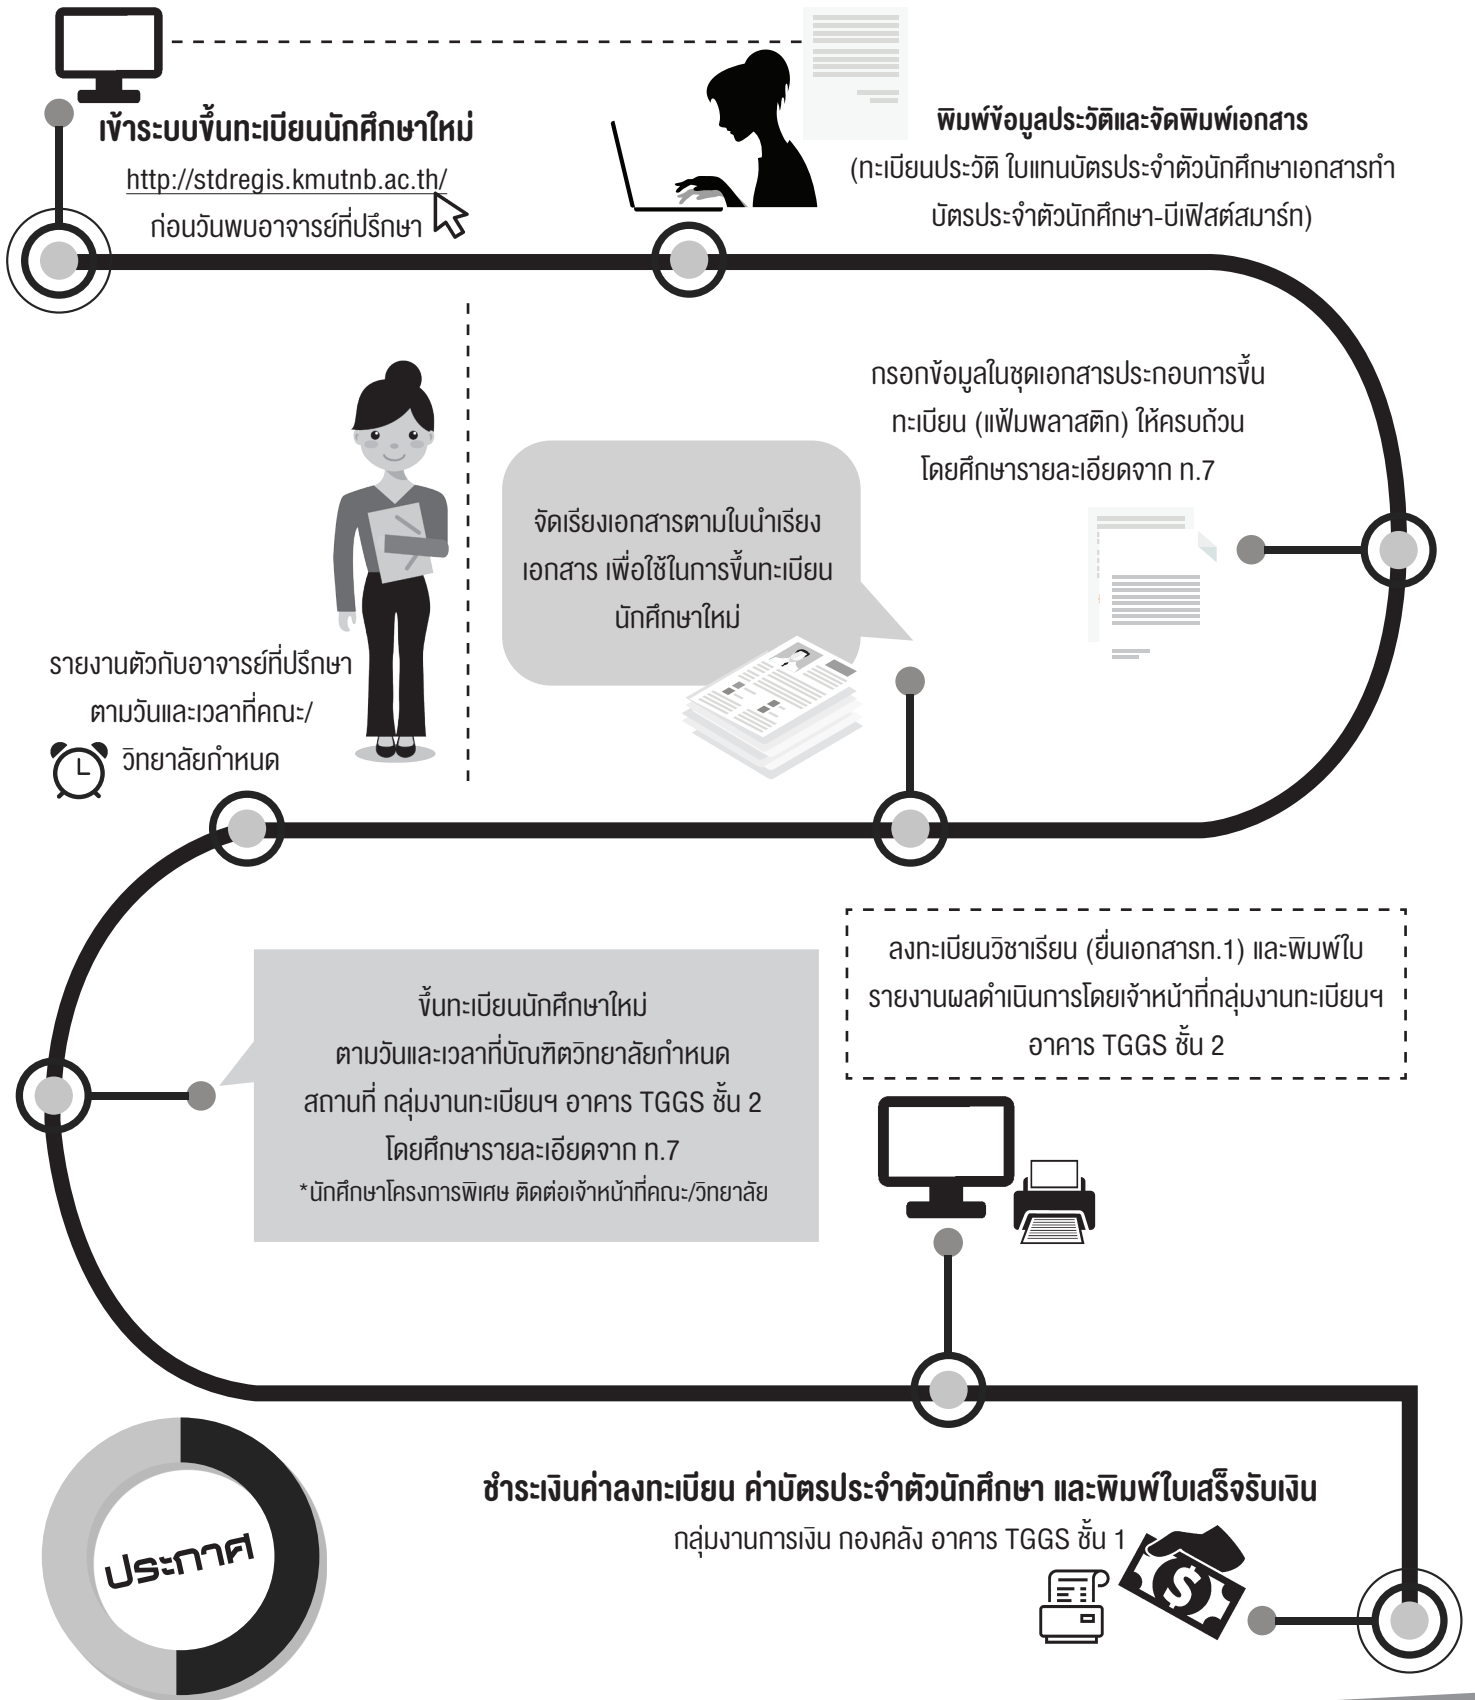 เข้าระบบขึ้นทะเบียนนักศึกษาใหม่
http://stdregis.kmutnb.ac.th/
ก่อนวันพบอาจารย์ที่ปรึกษา
พิมพ์ข้อมูลประวัติและจัดพิมพ์เอกสาร
(ทะเบียนประวัติ ใบแทนบัตรประจำตัวนักศึกษาเอกสารทำ
บัตรประจำตัวนักศึกษา-บีเฟิสต์สมาร์ท)
กรอกข้อมูลในชุดเอกสารประกอบการขึ้น
ทะเบียน (แฟ้มพลาสติก) ให้ครบถ้วน
โดยศึกษารายละเอียดจาก ท.7
จัดเรียงเอกสารตามใบนำเรียง
เอกสาร เพื่อใช้ในการขึ้นทะเบียน
นักศึกษาใหม่
รายงานตัวกับอาจารย์ที่ปรึกษา
ตามวันและเวลาที่คณะ/
วิทยาลัยกำหนด
ขึ้นทะเบียนนักศึกษาใหม่
ตามวันและเวลาที่บัณฑิตวิทยาลัยกำหนด
สถานที่ กลุ่มงานทะเบียนฯ อาคาร TGGS ชั้น 2
โดยศึกษารายละเอียดจาก ท.7
*นักศึกษาโครงการพิเศษ ติดต่อเจ้าหน้าที่คณะ/วิทยาลัย
ลงทะเบียนวิชาเรียน (ยื่นเอกสารท.1) และพิมพ์ใบ
รายงานผลดำเนินการโดยเจ้าหน้าที่กลุ่มงานทะเบียนฯ
อาคาร TGGS ชั้น 2
ชำระเงินค่าลงทะเบียน ค่าบัตรประจำตัวนักศึกษา และพิมพ์ใบเสร็จรับเงิน
กลุ่มงานการเงิน กองคลัง อาคาร TGGS ชั้น 1
ประกาศ